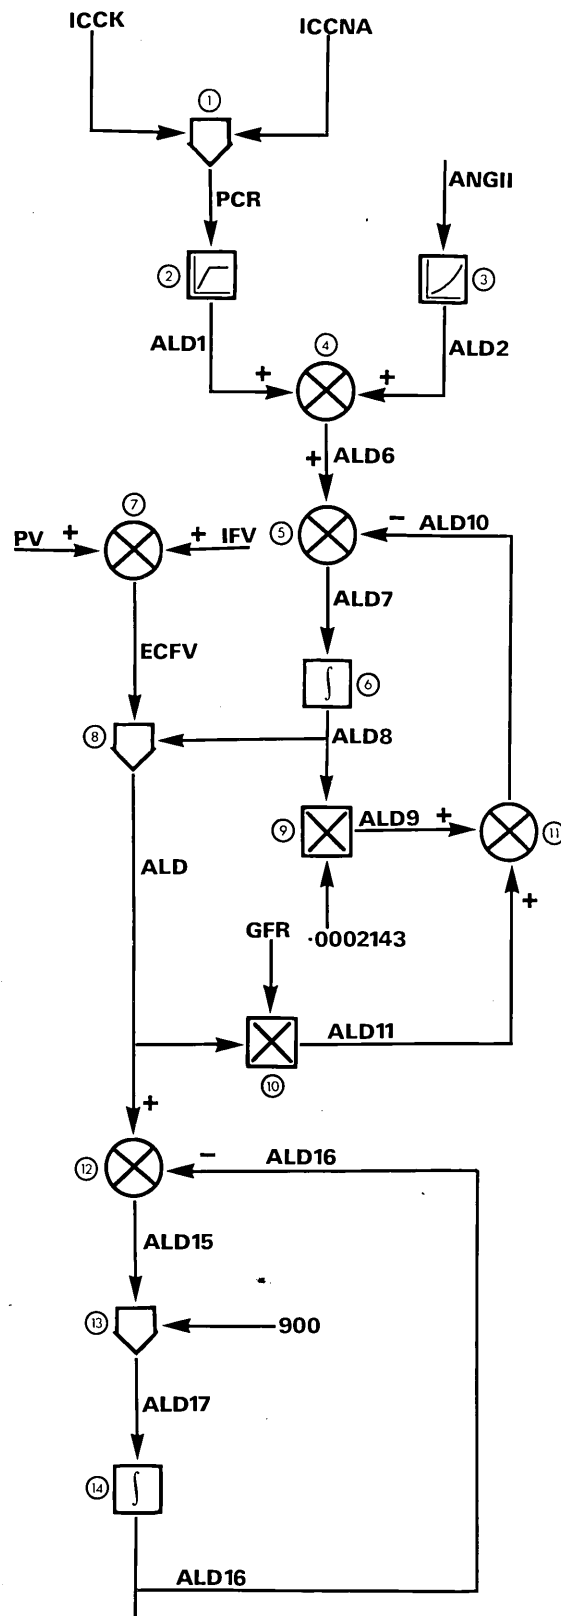 ICCK
ICCNA
1
PCR
ANGII
2
3
ALD1
ALD2
4
+
+
+ ALD6
7
PV +
+ IFV
5
− ALD10
ALD7
ECFV
6
8
ALD8
9
ALD9 +
11
ALD
+
GFR
.0002143
ALD11
10
+
12
− ALD16
ALD15
13
900
ALD17
14
ALD16